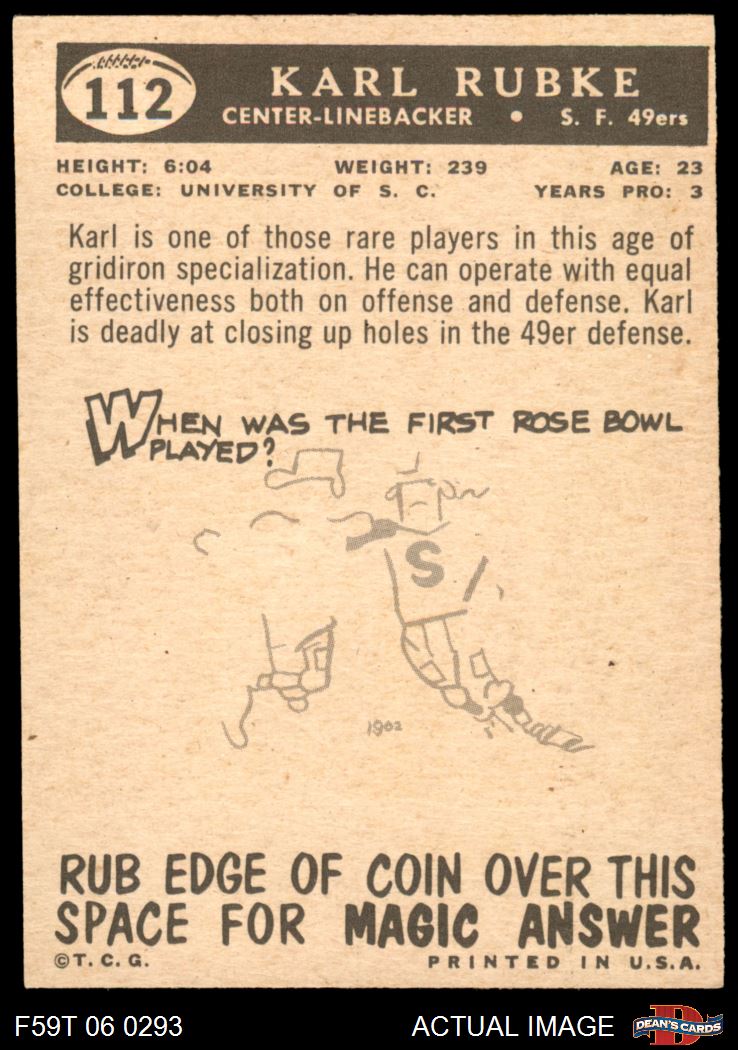 112
KARL RUBKE
CENTER-LINEBACKER • S. F. 49ers
HEIGHT: 6:04 WEIGHT: 239 AGE: 23
COLLEGE: UNIVERSITY OF S. C. YEARS PRO: 3
Karl is one of those rare players in this age of
gridiron specialization. He can operate with equal
effectiveness both on offense and defense. Karl
is deadly at closing up holes in the 49er defense.
WHEN WAS THE FIRST ROSE BOWL
PLAYED?
S
1902
RUB EDGE OF COIN OVER THIS
SPACE FOR MAGIC ANSWER
©T. C. G. PRINTED IN U.S.A.
F59T 06 0293 ACTUAL IMAGE
D
DEAN'S CARDS